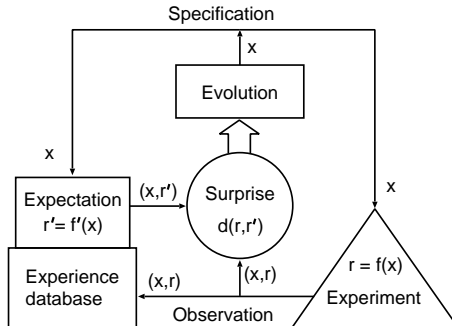 Specification
x
Evolution
x
x
Expectation
r′= f′(x)
(x,r′)
Surprise
d(r,r′)
Experience
database
(x,r)
(x,r)
r = f(x)
Experiment
Observation